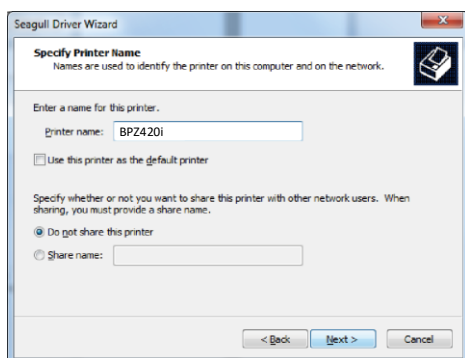 Seagull Driver Wizard
Specify Printer Name
Names are used to identify the printer on this computer and on the network.
Enter a name for this printer.
Printer name: BPZ420i
Use this printer as the default printer
Specify whether or not you want to share this printer with other network users. When
sharing, you must provide a share name.
Do not share this printer
Share name:
< Back Next > Cancel